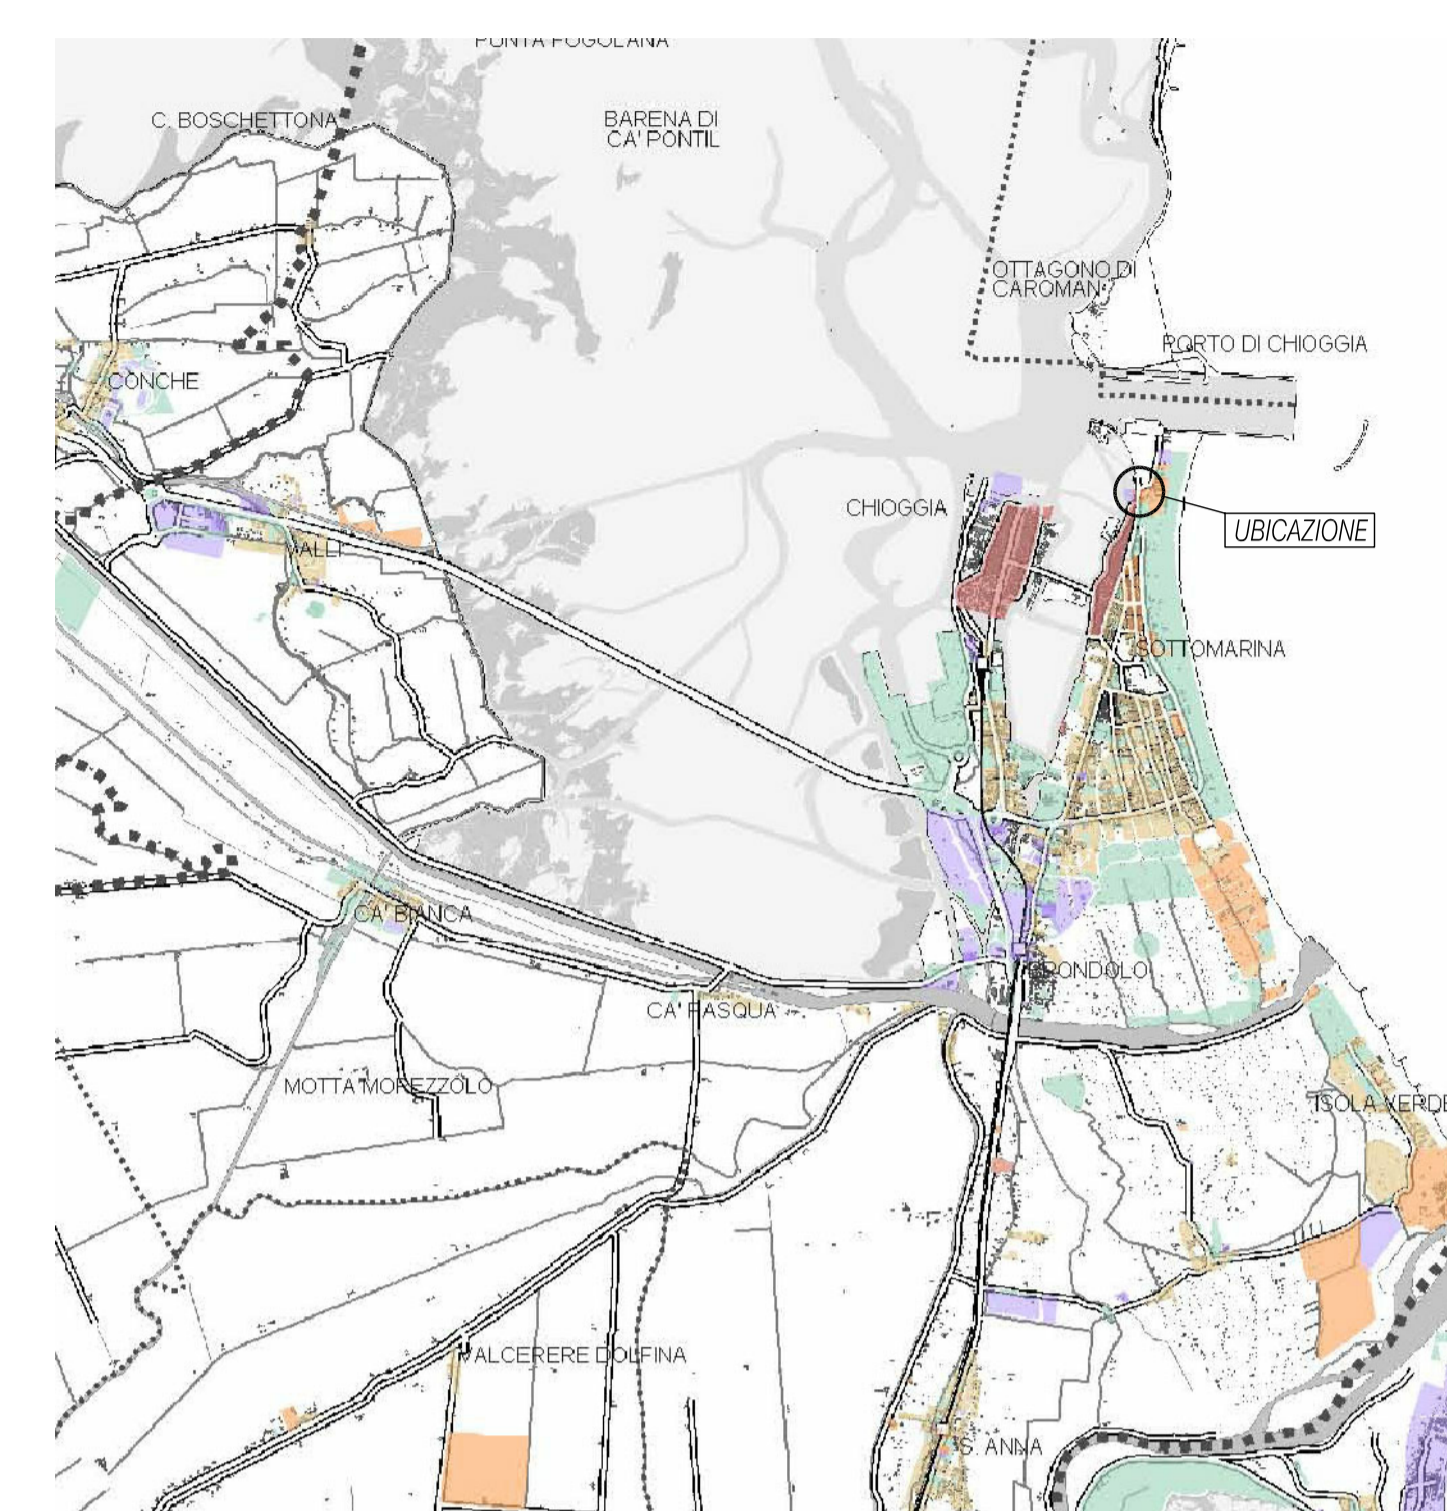 PUNTA FOGOLANA
C. BOSCHETTONA
BARENA DI
CA' PONTIL
OTTAGONO DI
CAROMAN
PORTO DI CHIOGGIA
CONCHE
CHIOGGIA
UBICAZIONE
VALLI
SOTTOMARINA
CA' BIANCA
BRONDOLO
CA' PASQUA
MOTTA MOREZZOLO
ISOLA VERDE
VALCERERE DOLFINA
S. ANNA